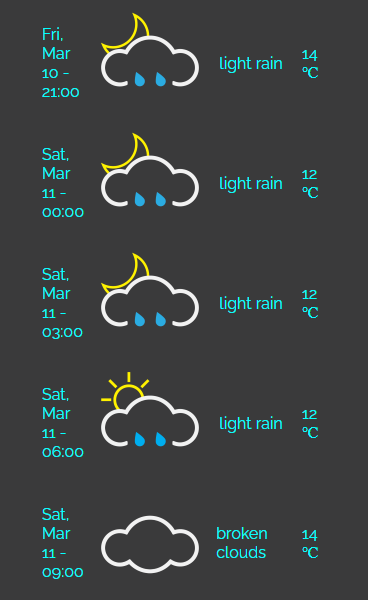 Fri,
Mar
10 -
21:00
light rain
14
°C
Sat,
Mar
11 -
00:00
light rain
12
°C
Sat,
Mar
11 -
03:00
light rain
12
°C
Sat,
Mar
11 -
06:00
light rain
12
°C
Sat,
Mar
11 -
09:00
broken
clouds
14
°C